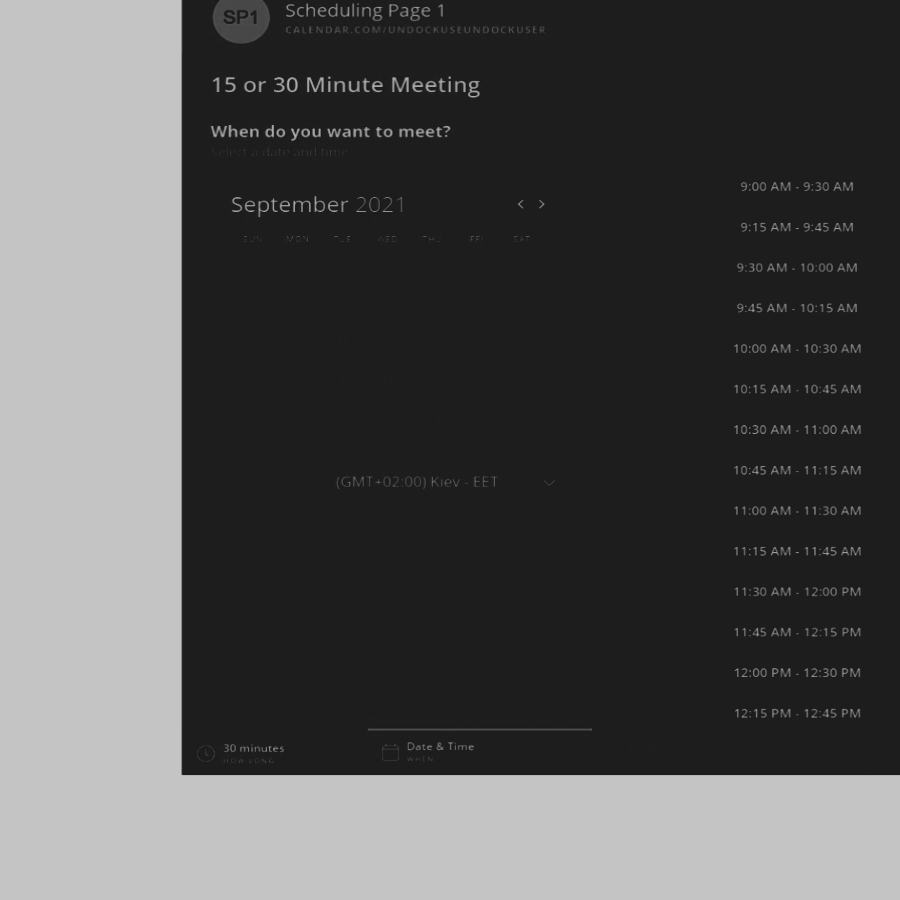 SP1
Scheduling Page 1
CALENDAR.COM/UNDOCKUSEUNDOCKUSER
15 or 30 Minute Meeting
When do you want to meet?
Select a date and time
September 2021
SUN MON TUE WED THU FRI SAT
(GMT+02:00) Kiev - EET
9:00 AM - 9:30 AM
9:15 AM - 9:45 AM
9:30 AM - 10:00 AM
9:45 AM - 10:15 AM
10:00 AM - 10:30 AM
10:15 AM - 10:45 AM
10:30 AM - 11:00 AM
10:45 AM - 11:15 AM
11:00 AM - 11:30 AM
11:15 AM - 11:45 AM
11:30 AM - 12:00 PM
11:45 AM - 12:15 PM
12:00 PM - 12:30 PM
12:15 PM - 12:45 PM
30 minutes
HOW LONG
Date & Time
WHEN